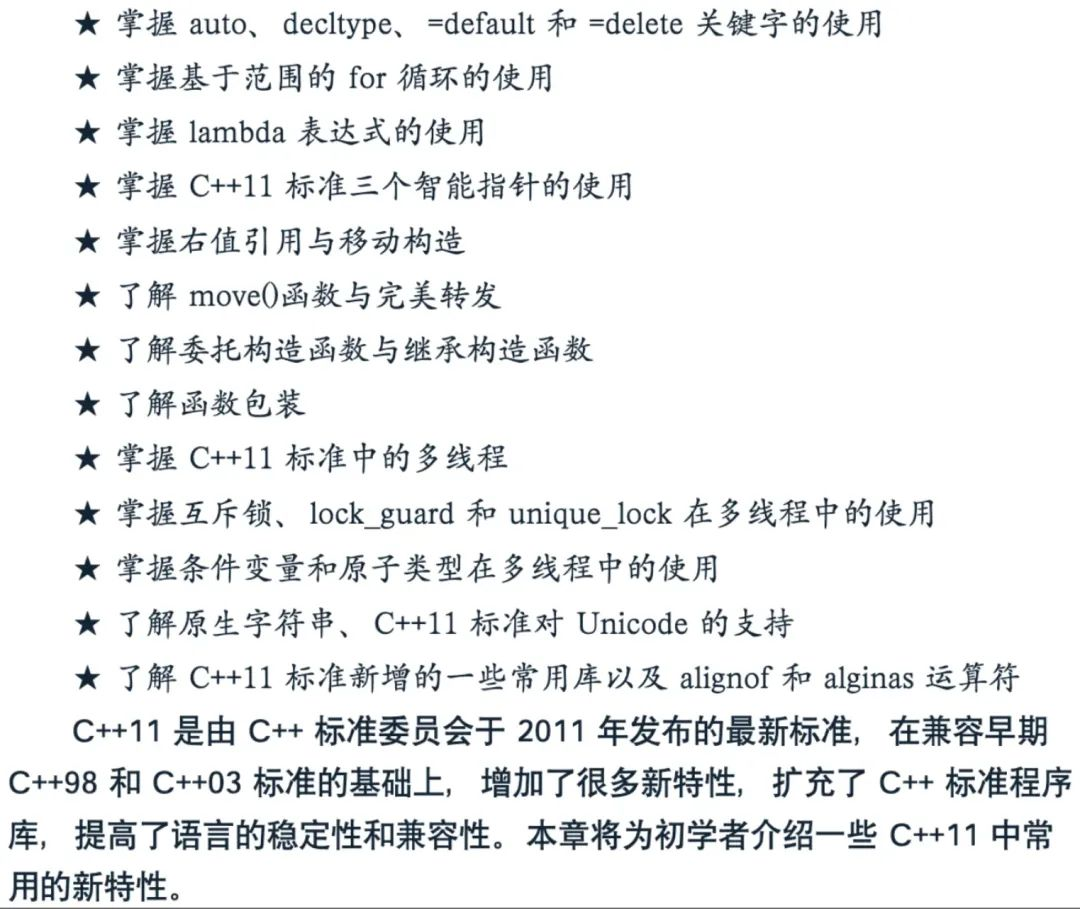 ★ 掌握 auto、decltype、=default 和 =delete 关键字的使用
★ 掌握基于范围的 for 循环的使用
★ 掌握 lambda 表达式的使用
★ 掌握 C++11 标准三个智能指针的使用
★ 掌握右值引用与移动构造
★ 了解 move()函数与完美转发
★ 了解委托构造函数与继承构造函数
★ 了解函数包装
★ 掌握 C++11 标准中的多线程
★ 掌握互斥锁、lock_guard 和 unique_lock 在多线程中的使用
★ 掌握条件变量和原子类型在多线程中的使用
★ 了解原生字符串、C++11 标准对 Unicode 的支持
★ 了解 C++11 标准新增的一些常用库以及 alignof 和 alginas 运算符
C++11 是由 C++ 标准委员会于 2011 年发布的最新标准，在兼容早期
C++98 和 C++03 标准的基础上，增加了很多新特性，扩充了 C++ 标准程序
库，提高了语言的稳定性和兼容性。本章将为初学者介绍一些 C++11 中常
用的新特性。